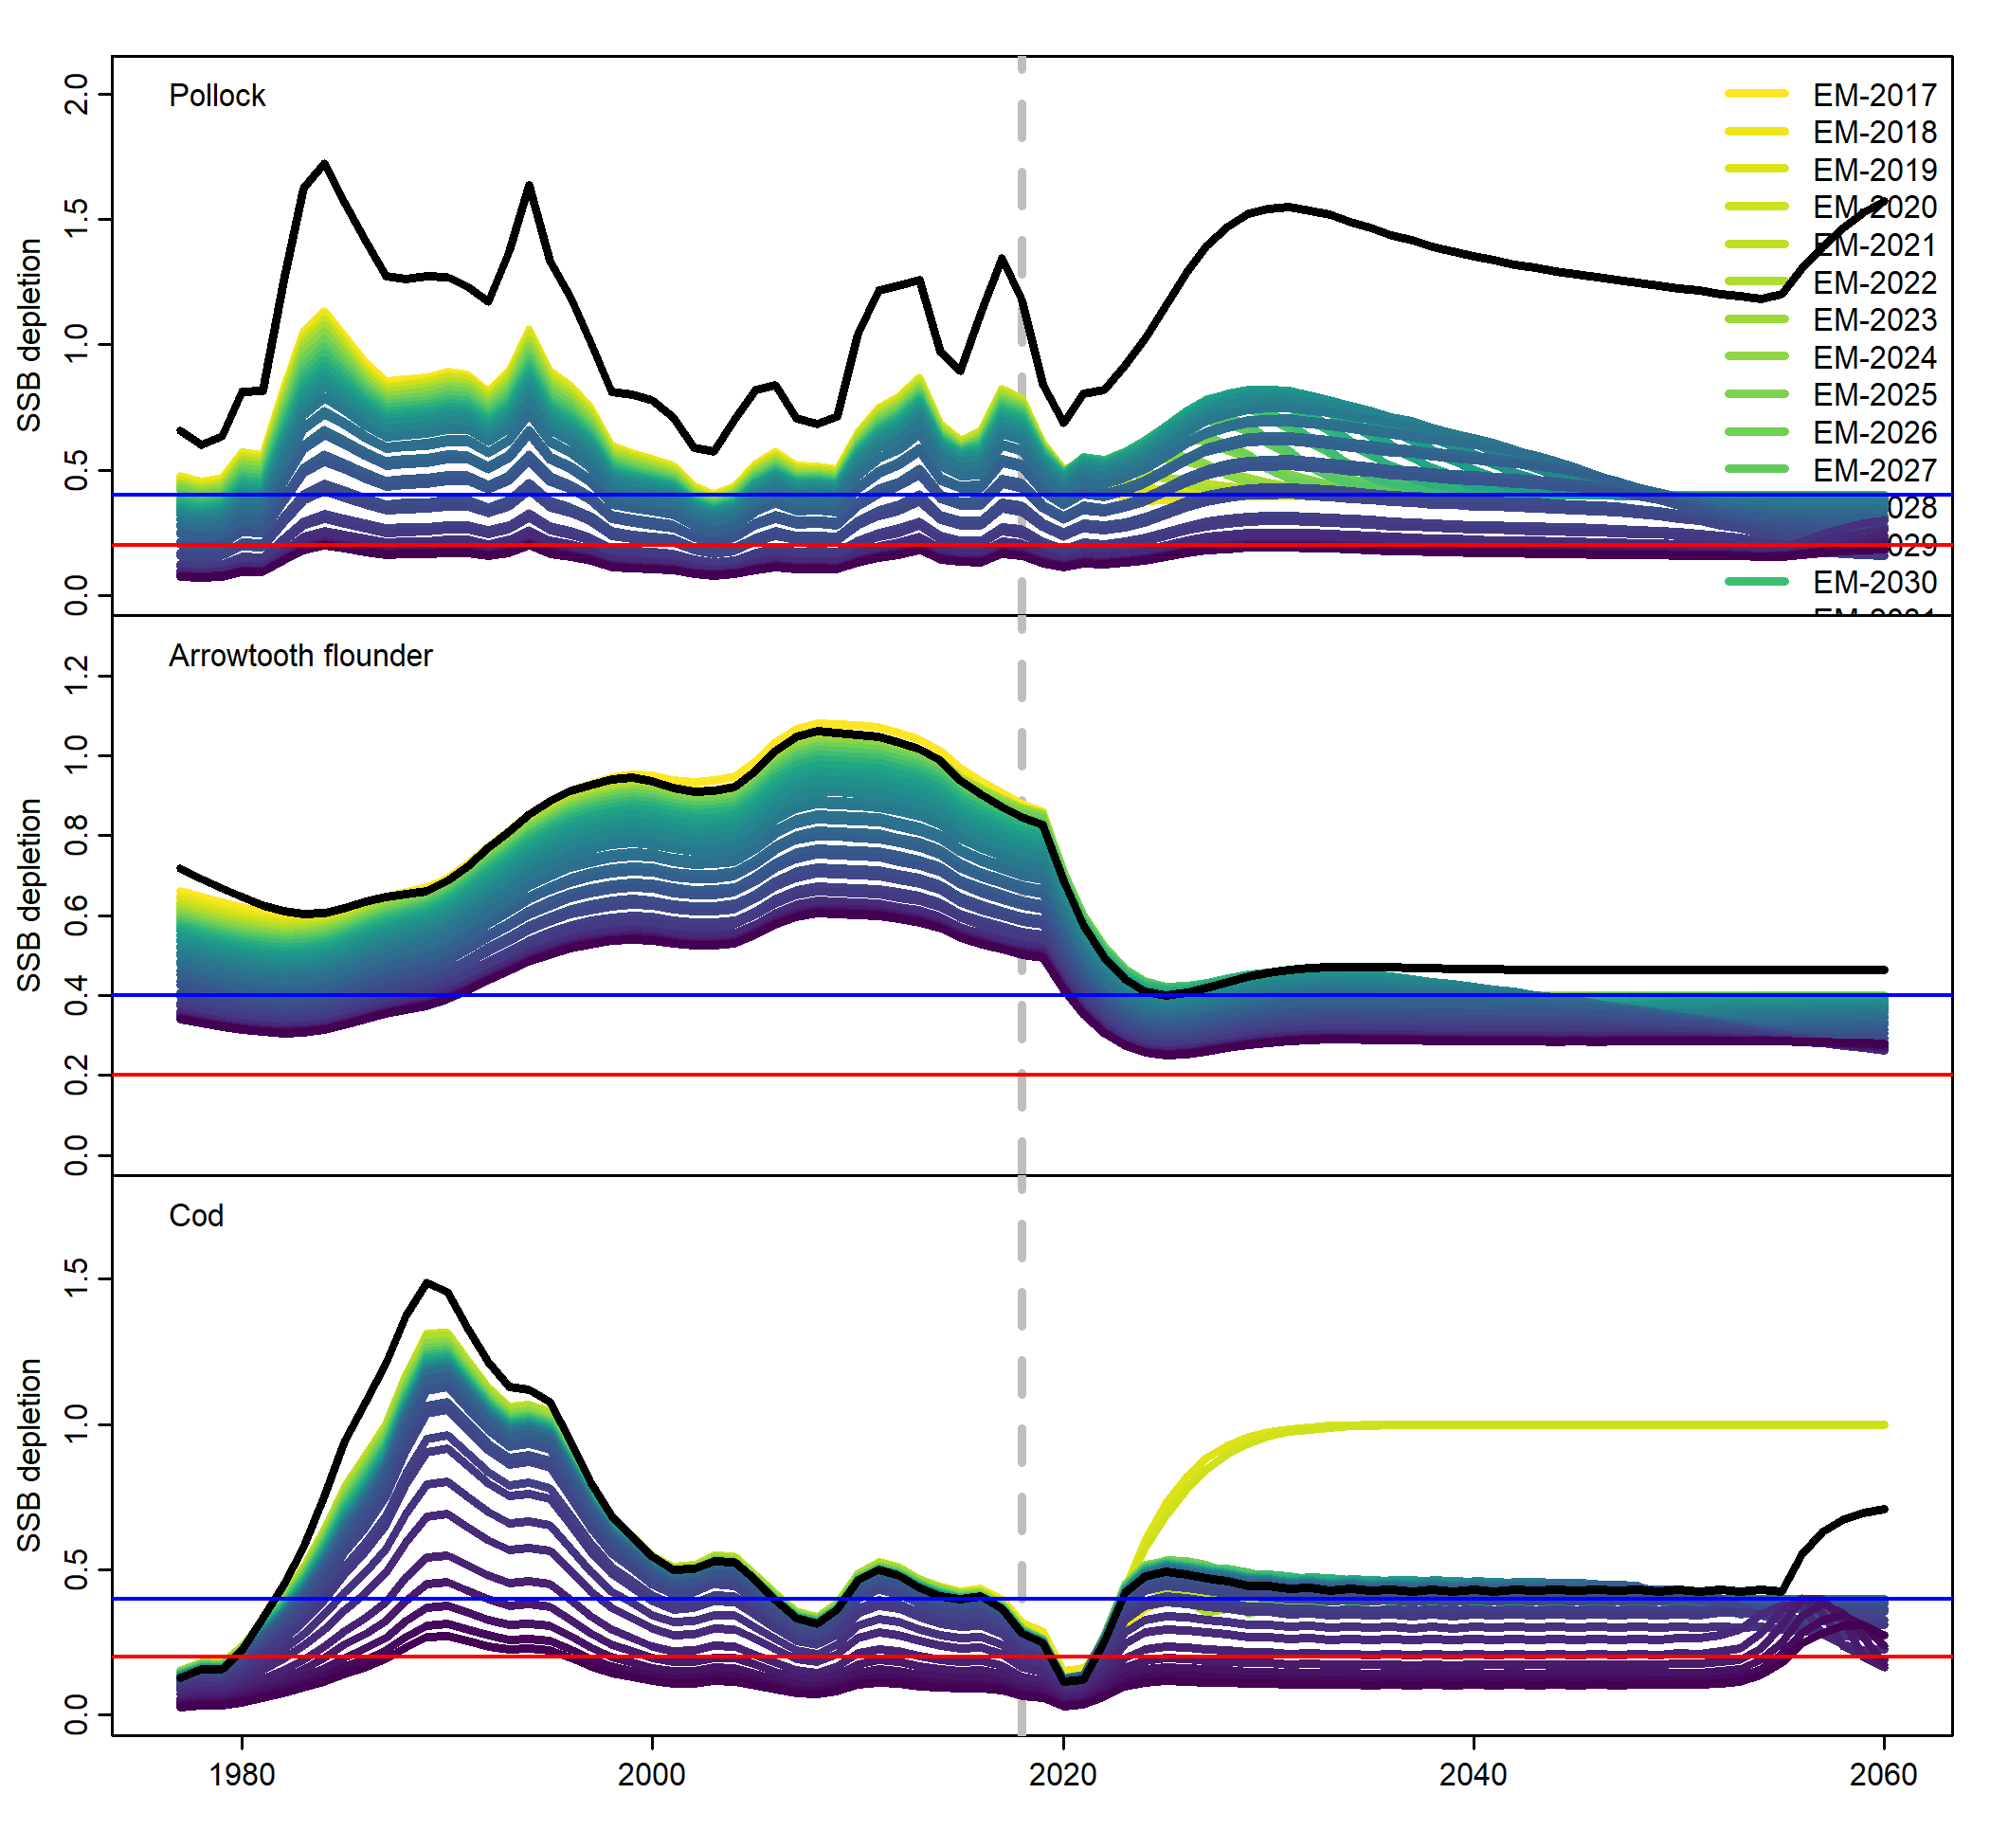 Pollock
SSB depletion
0.0 0.5 1.0 1.5 2.0
EM-2017
EM-2018
EM-2019
EM-2020
EM-2021
EM-2022
EM-2023
EM-2024
EM-2025
EM-2026
EM-2027
028
029
EM-2030
Arrowtooth flounder
SSB depletion
0.0 0.2 0.4 0.6 0.8 1.0 1.2
Cod
SSB depletion
0.0 0.5 1.0 1.5
1980 2000 2020 2040 2060